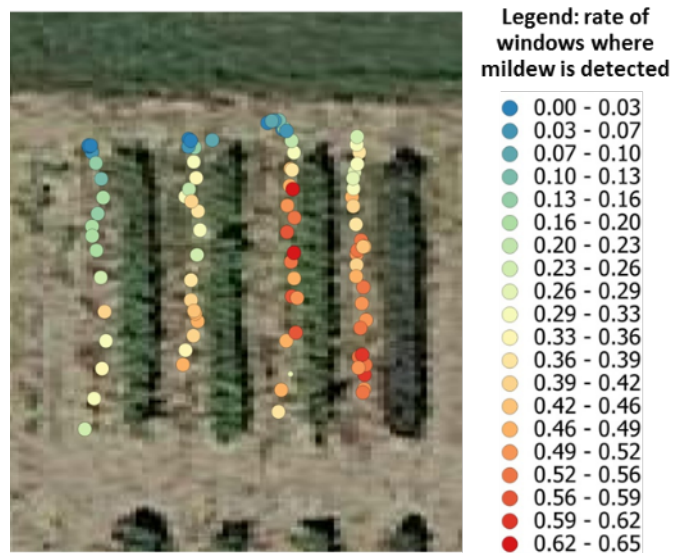 Legend: rate of
windows where
mildew is detected
0.00 - 0.03
0.03 - 0.07
0.07 - 0.10
0.10 - 0.13
0.13 - 0.16
0.16 - 0.20
0.20 - 0.23
0.23 - 0.26
0.26 - 0.29
0.29 - 0.33
0.33 - 0.36
0.36 - 0.39
0.39 - 0.42
0.42 - 0.46
0.46 - 0.49
0.49 - 0.52
0.52 - 0.56
0.56 - 0.59
0.59 - 0.62
0.62 - 0.65